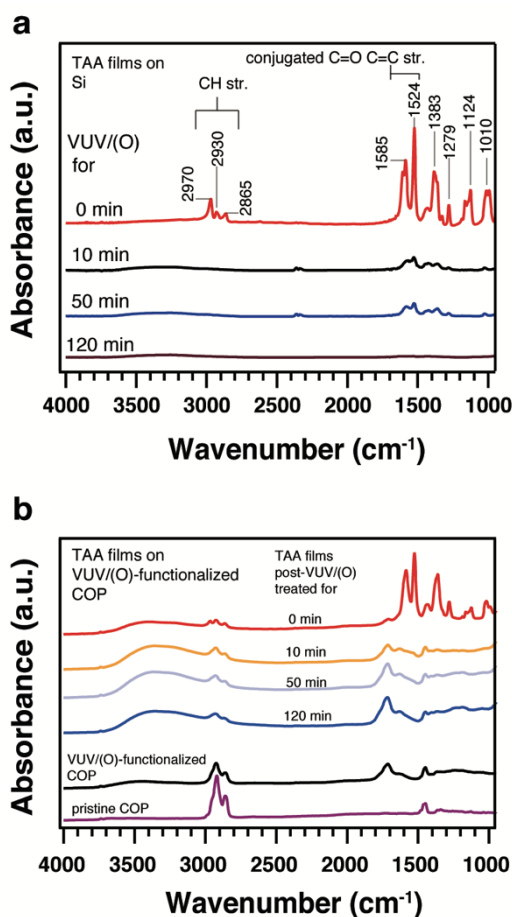 a
TAA films on
Si
conjugated C=O C=C str.
CH str.
VUV/(O)
for
2970
2930
2865
1585
1524
1383
1279
1124
1010
0 min
10 min
50 min
120 min
Absorbance (a.u.)
4000 3500 3000 2500 2000 1500 1000
Wavenumber (cm⁻¹)
b
TAA films on
VUV/(O)-functionalized
COP
TAA films
post-VUV/(O)
treated for
0 min
10 min
50 min
120 min
VUV/(O)-functionalized
COP
pristine COP
Absorbance (a.u.)
4000 3500 3000 2500 2000 1500 1000
Wavenumber (cm⁻¹)